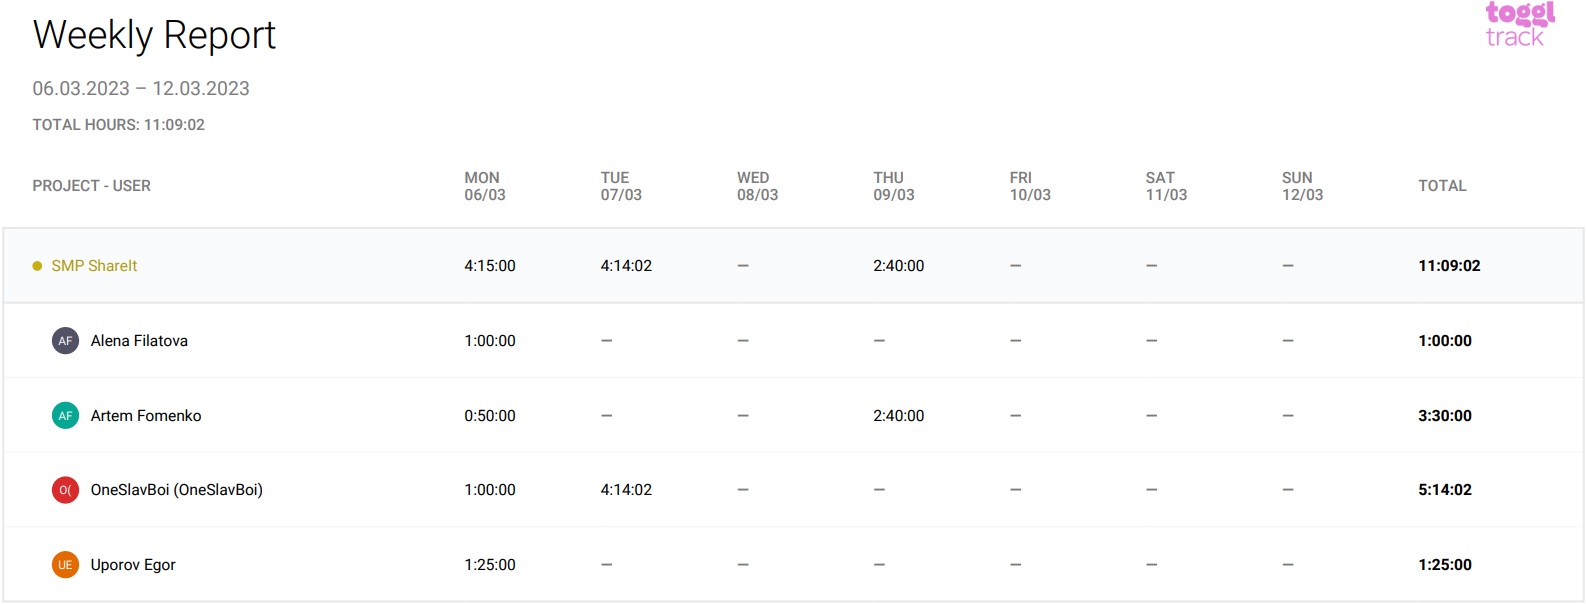 Weekly Report
toggl
track
06.03.2023 – 12.03.2023
TOTAL HOURS: 11:09:02
PROJECT - USER MON 06/03 TUE 07/03 WED 08/03 THU 09/03 FRI 10/03 SAT 11/03 SUN 12/03 TOTAL
SMP ShareIt 4:15:00 4:14:02 – 2:40:00 – – – 11:09:02
AF Alena Filatova 1:00:00 – – – – – – 1:00:00
AF Artem Fomenko 0:50:00 – – 2:40:00 – – – 3:30:00
O( OneSlavBoi (OneSlavBoi) 1:00:00 4:14:02 – – – – – 5:14:02
UE Uporov Egor 1:25:00 – – – – – – 1:25:00